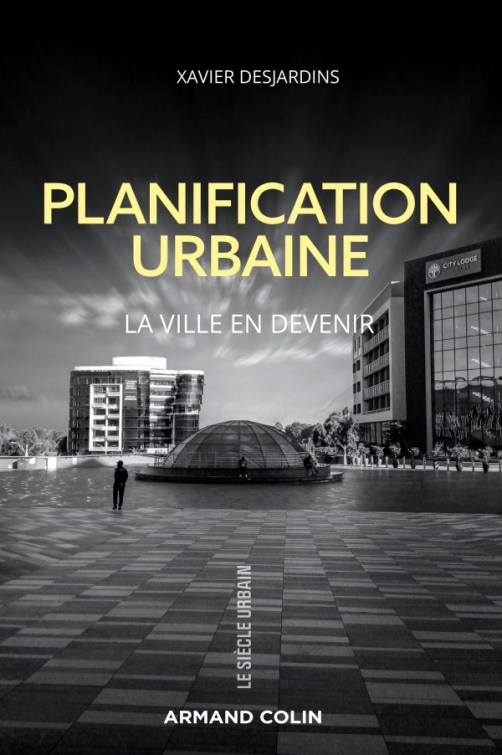 XAVIER DESJARDINS
PLANIFICATION
URBAINE
LA VILLE EN DEVENIR
CITY LODGE
LE SIÈCLE URBAIN
ARMAND COLIN